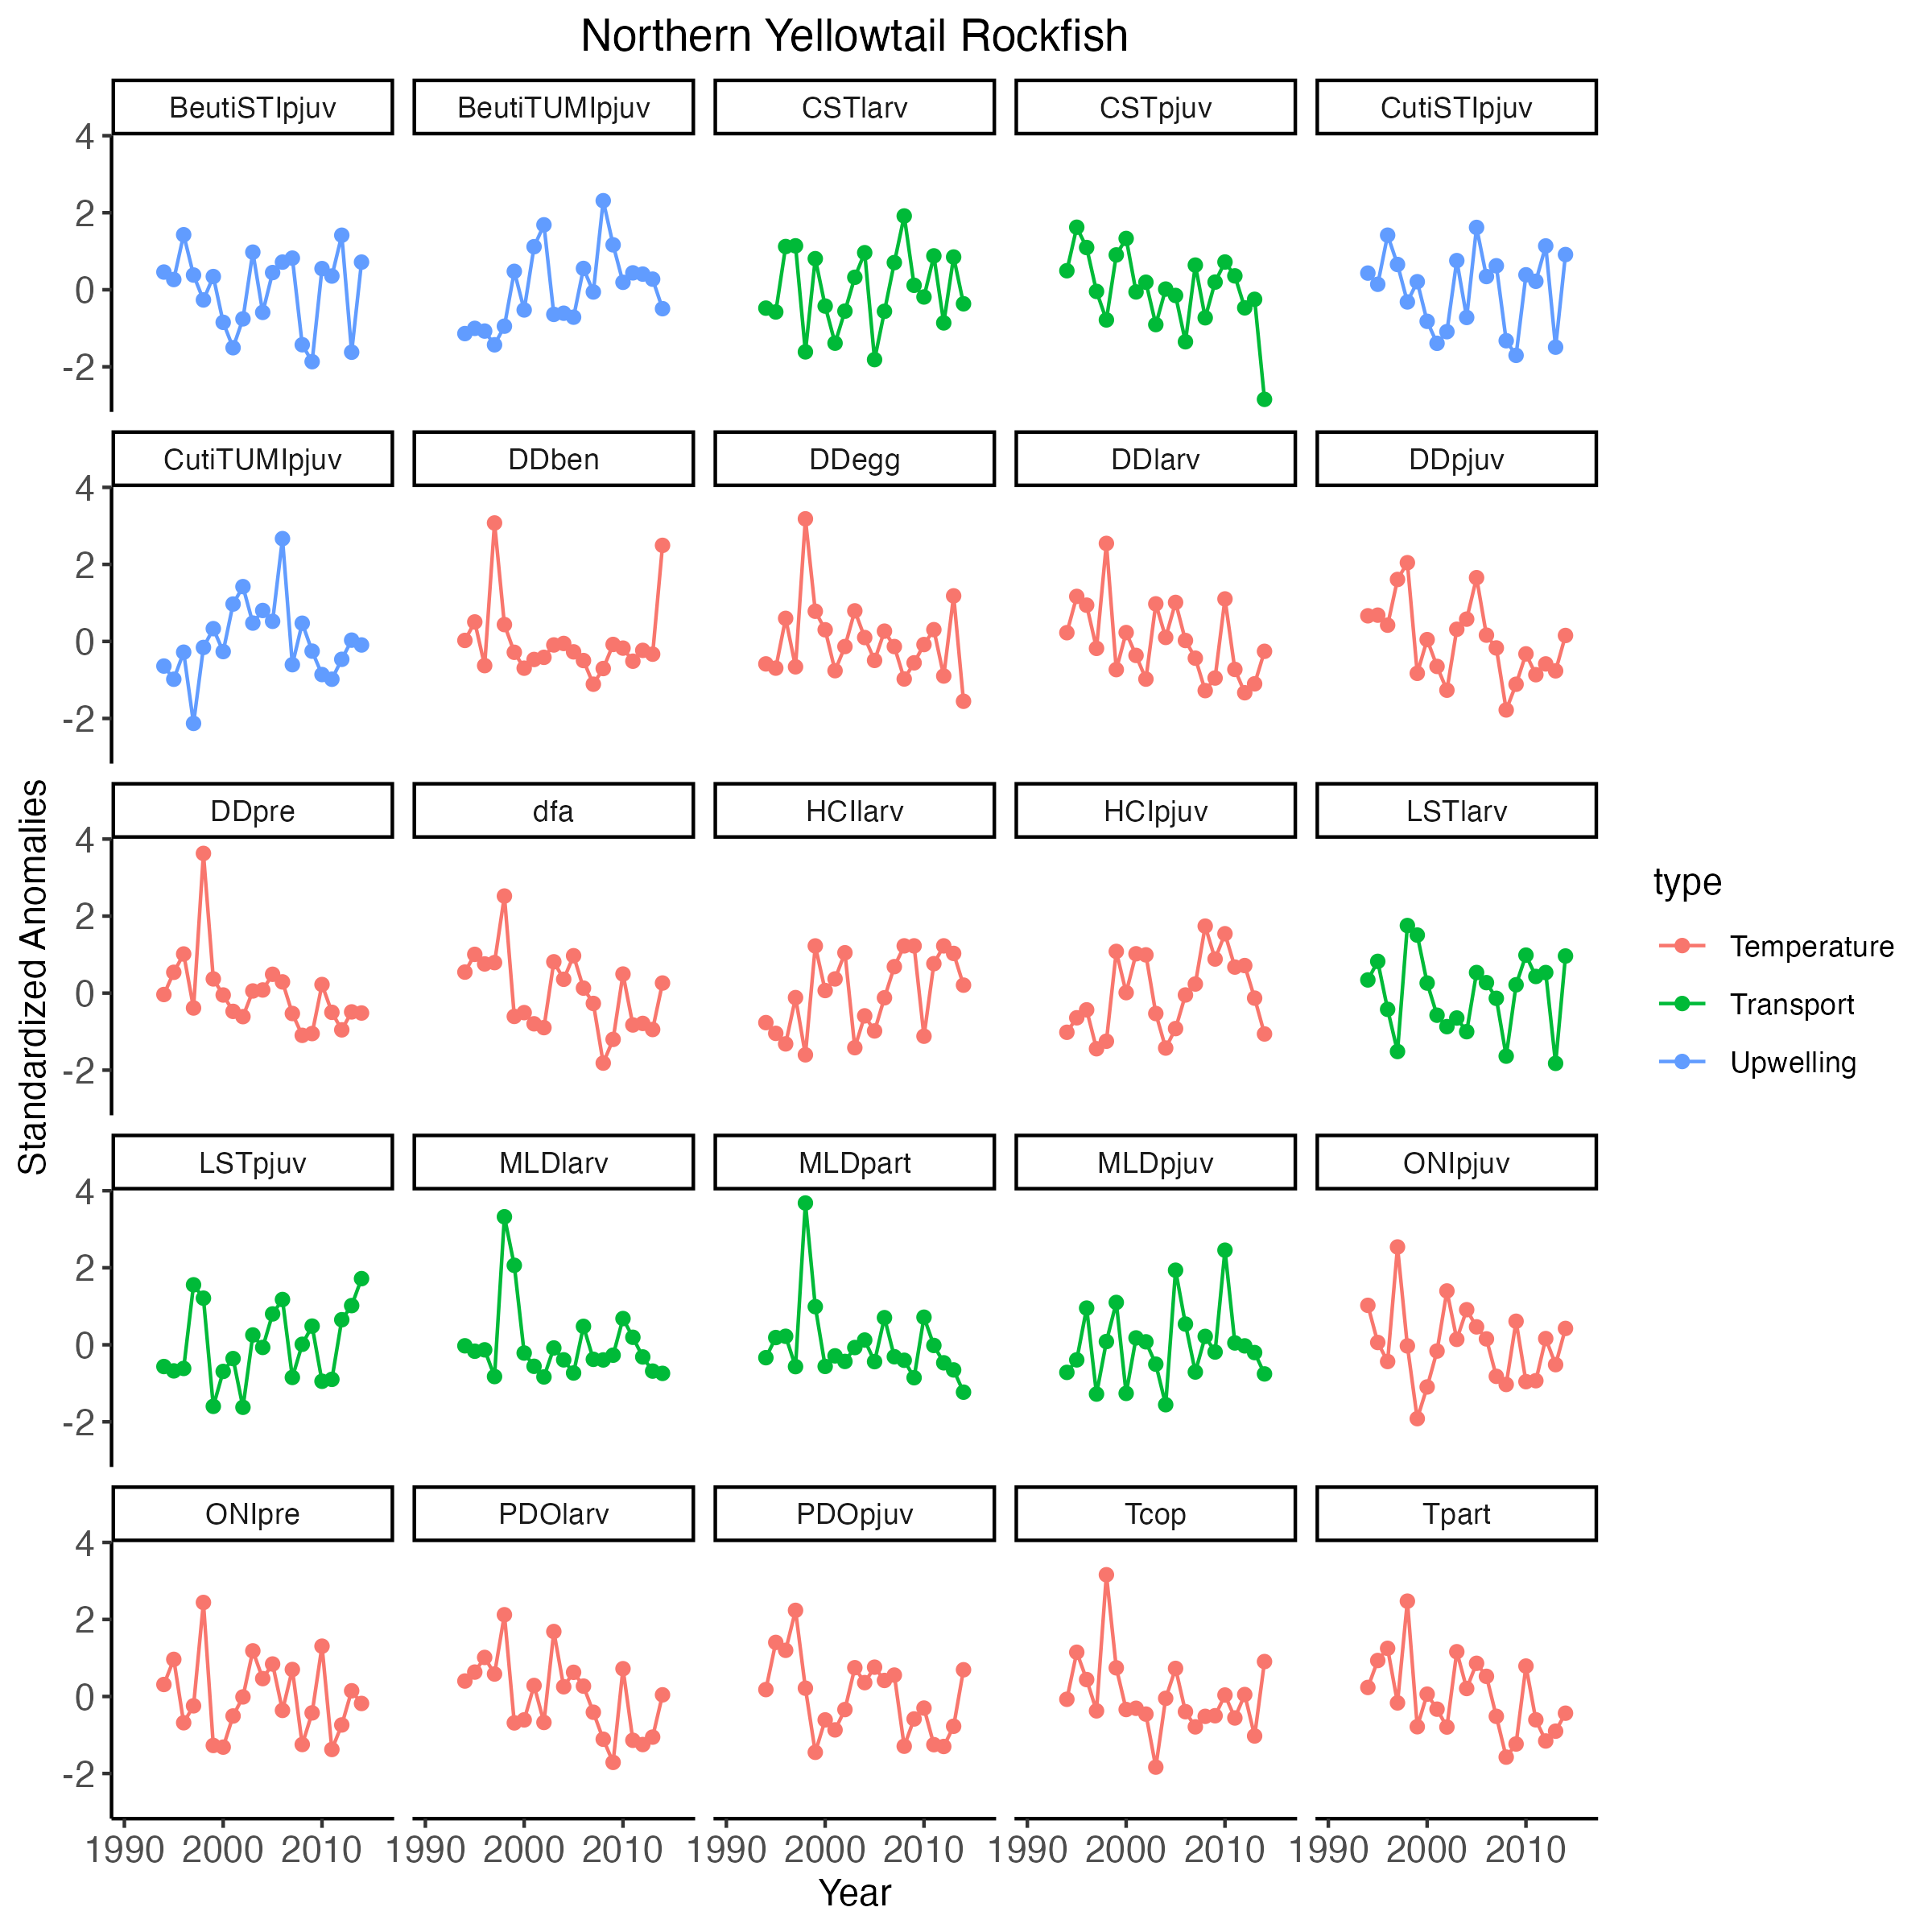 Northern Yellowtail Rockfish
BeutiSTIpjuv BeutiTUMIpjuv CSTlarv CSTpjuv CutiSTIpjuv
4
2
0
-2
CutiTUMIpjuv DDben DDegg DDlarv DDpjuv
4
2
0
-2
DDpre dfa HCIlarv HCIpjuv LSTlarv
4
2
0
-2
LSTpjuv MLDlarv MLDpart MLDpjuv ONIpjuv
4
2
0
-2
ONIpre PDOlarv PDOpjuv Tcop Tpart
4
2
0
-2
1990 2000 2010 1990 2000 2010 1990 2000 2010 1990 2000 2010 1990 2000 2010
Year
Standardized Anomalies
type
Temperature
Transport
Upwelling